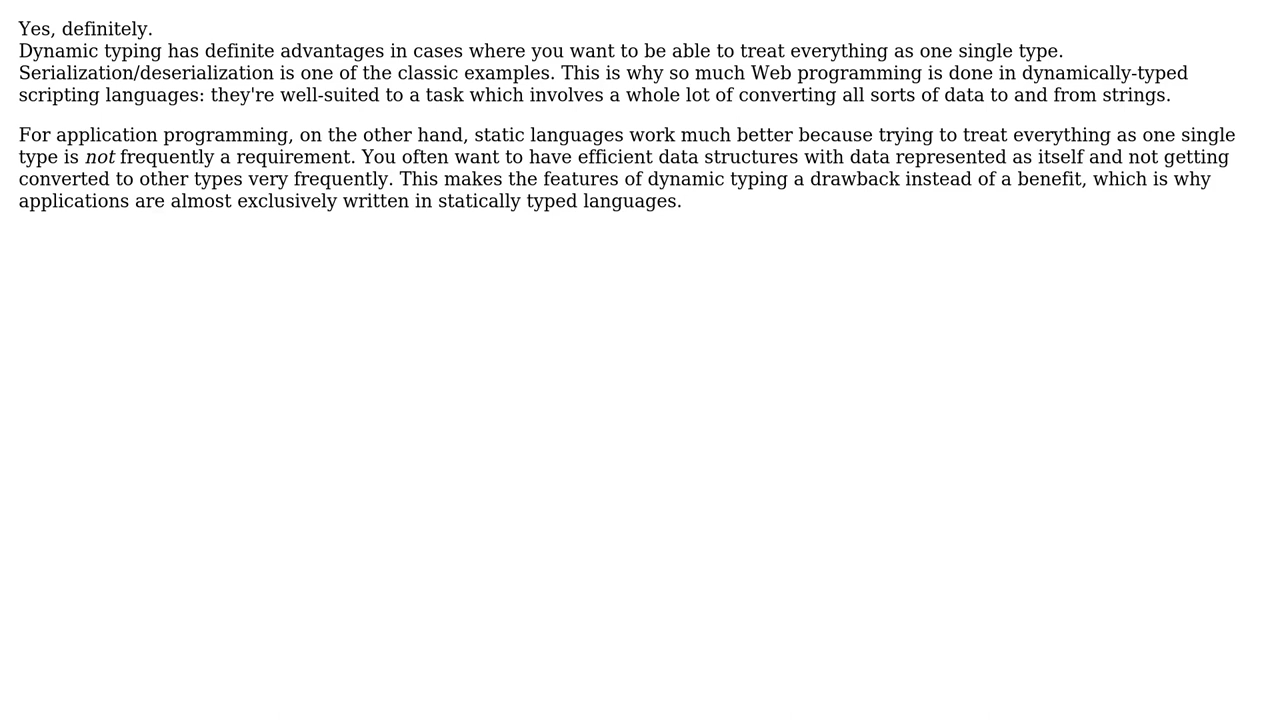 Yes, definitely.
Dynamic typing has definite advantages in cases where you want to be able to treat everything as one single type.
Serialization/deserialization is one of the classic examples. This is why so much Web programming is done in dynamically-typed
scripting languages: they're well-suited to a task which involves a whole lot of converting all sorts of data to and from strings.
For application programming, on the other hand, static languages work much better because trying to treat everything as one single
type is not frequently a requirement. You often want to have efficient data structures with data represented as itself and not getting
converted to other types very frequently. This makes the features of dynamic typing a drawback instead of a benefit, which is why
applications are almost exclusively written in statically typed languages.